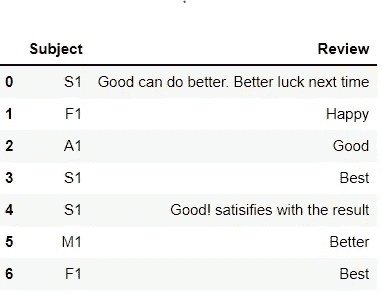 Subject Review
0 S1 Good can do better. Better luck next time
1 F1 Happy
2 A1 Good
3 S1 Best
4 S1 Good! satisifies with the result
5 M1 Better
6 F1 Best